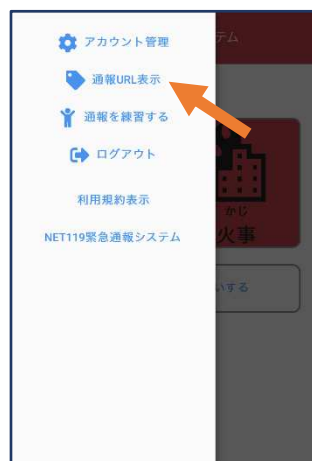 アカウント管理
通報URL表示
通報を練習する
ログアウト
利用規約表示
NET119緊急通報システム
テム
かじ
火事
いする